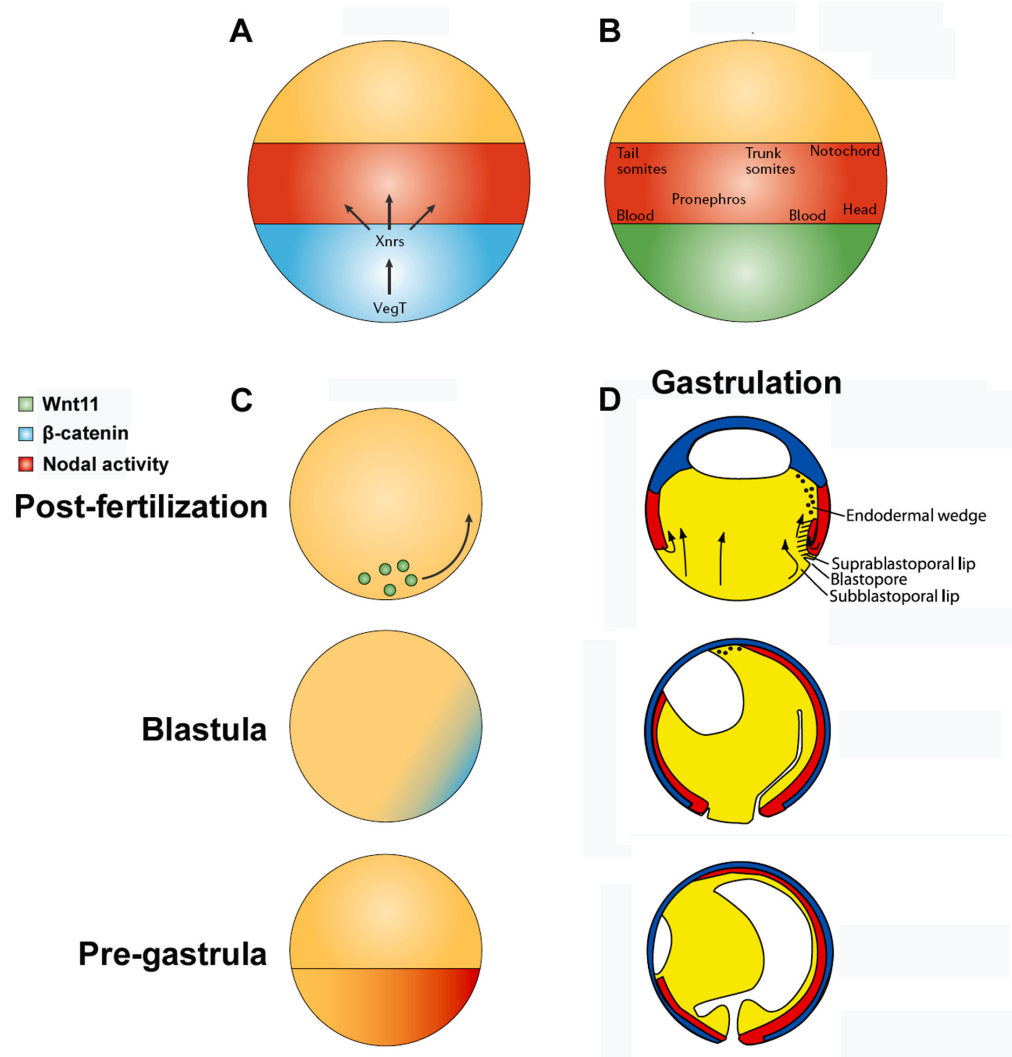 A
B
Xnrs
VegT
Tail
somites
Trunk
somites
Notochord
Pronephros
Blood
Blood
Head
Gastrulation
C
D
Wnt11
β-catenin
Nodal activity
Post-fertilization
Endodermal wedge
Suprablastoporal lip
Blastopore
Subblastoporal lip
Blastula
Pre-gastrula